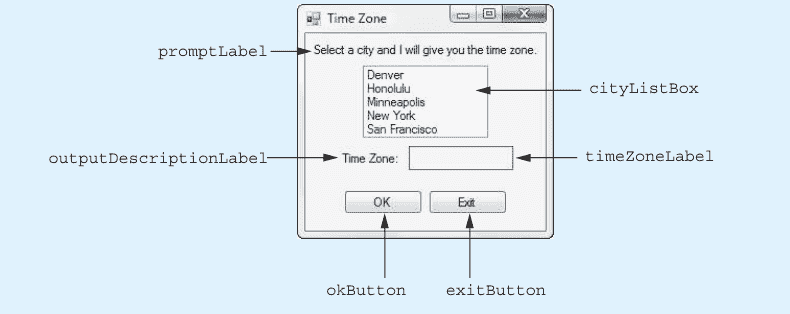 Time Zone
promptLabel
Select a city and I will give you the time zone.
Denver
Honolulu
Minneapolis
New York
San Francisco
cityListBox
outputDescriptionLabel
Time Zone:
timeZoneLabel
OK
Exit
okButton
exitButton